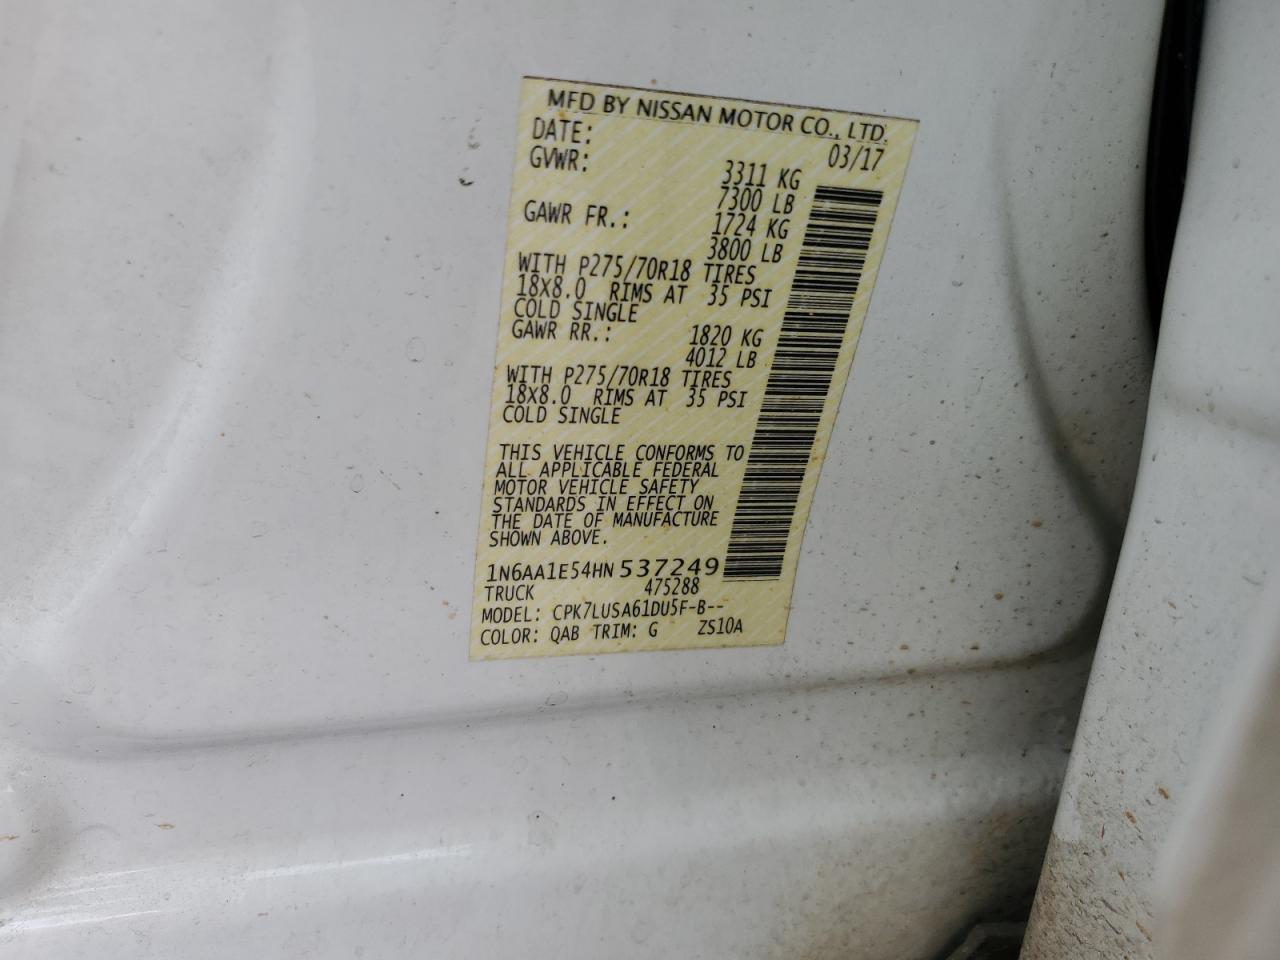 MFD BY NISSAN MOTOR CO., LTD.
DATE: 03/17
GVWR: 3311 KG
7300 LB
GAWR FR.: 1724 KG
3800 LB
WITH P275/70R18 TIRES
18X8.0 RIMS AT 35 PSI
COLD SINGLE
GAWR RR.: 1820 KG
4012 LB
WITH P275/70R18 TIRES
18X8.0 RIMS AT 35 PSI
COLD SINGLE
THIS VEHICLE CONFORMS TO
ALL APPLICABLE FEDERAL
MOTOR VEHICLE SAFETY
STANDARDS IN EFFECT ON
THE DATE OF MANUFACTURE
SHOWN ABOVE.
1N6AA1E54HN537249
TRUCK 475288
MODEL: CPK7LUSA61DU5F-B--
COLOR: QAB TRIM: G ZS10A